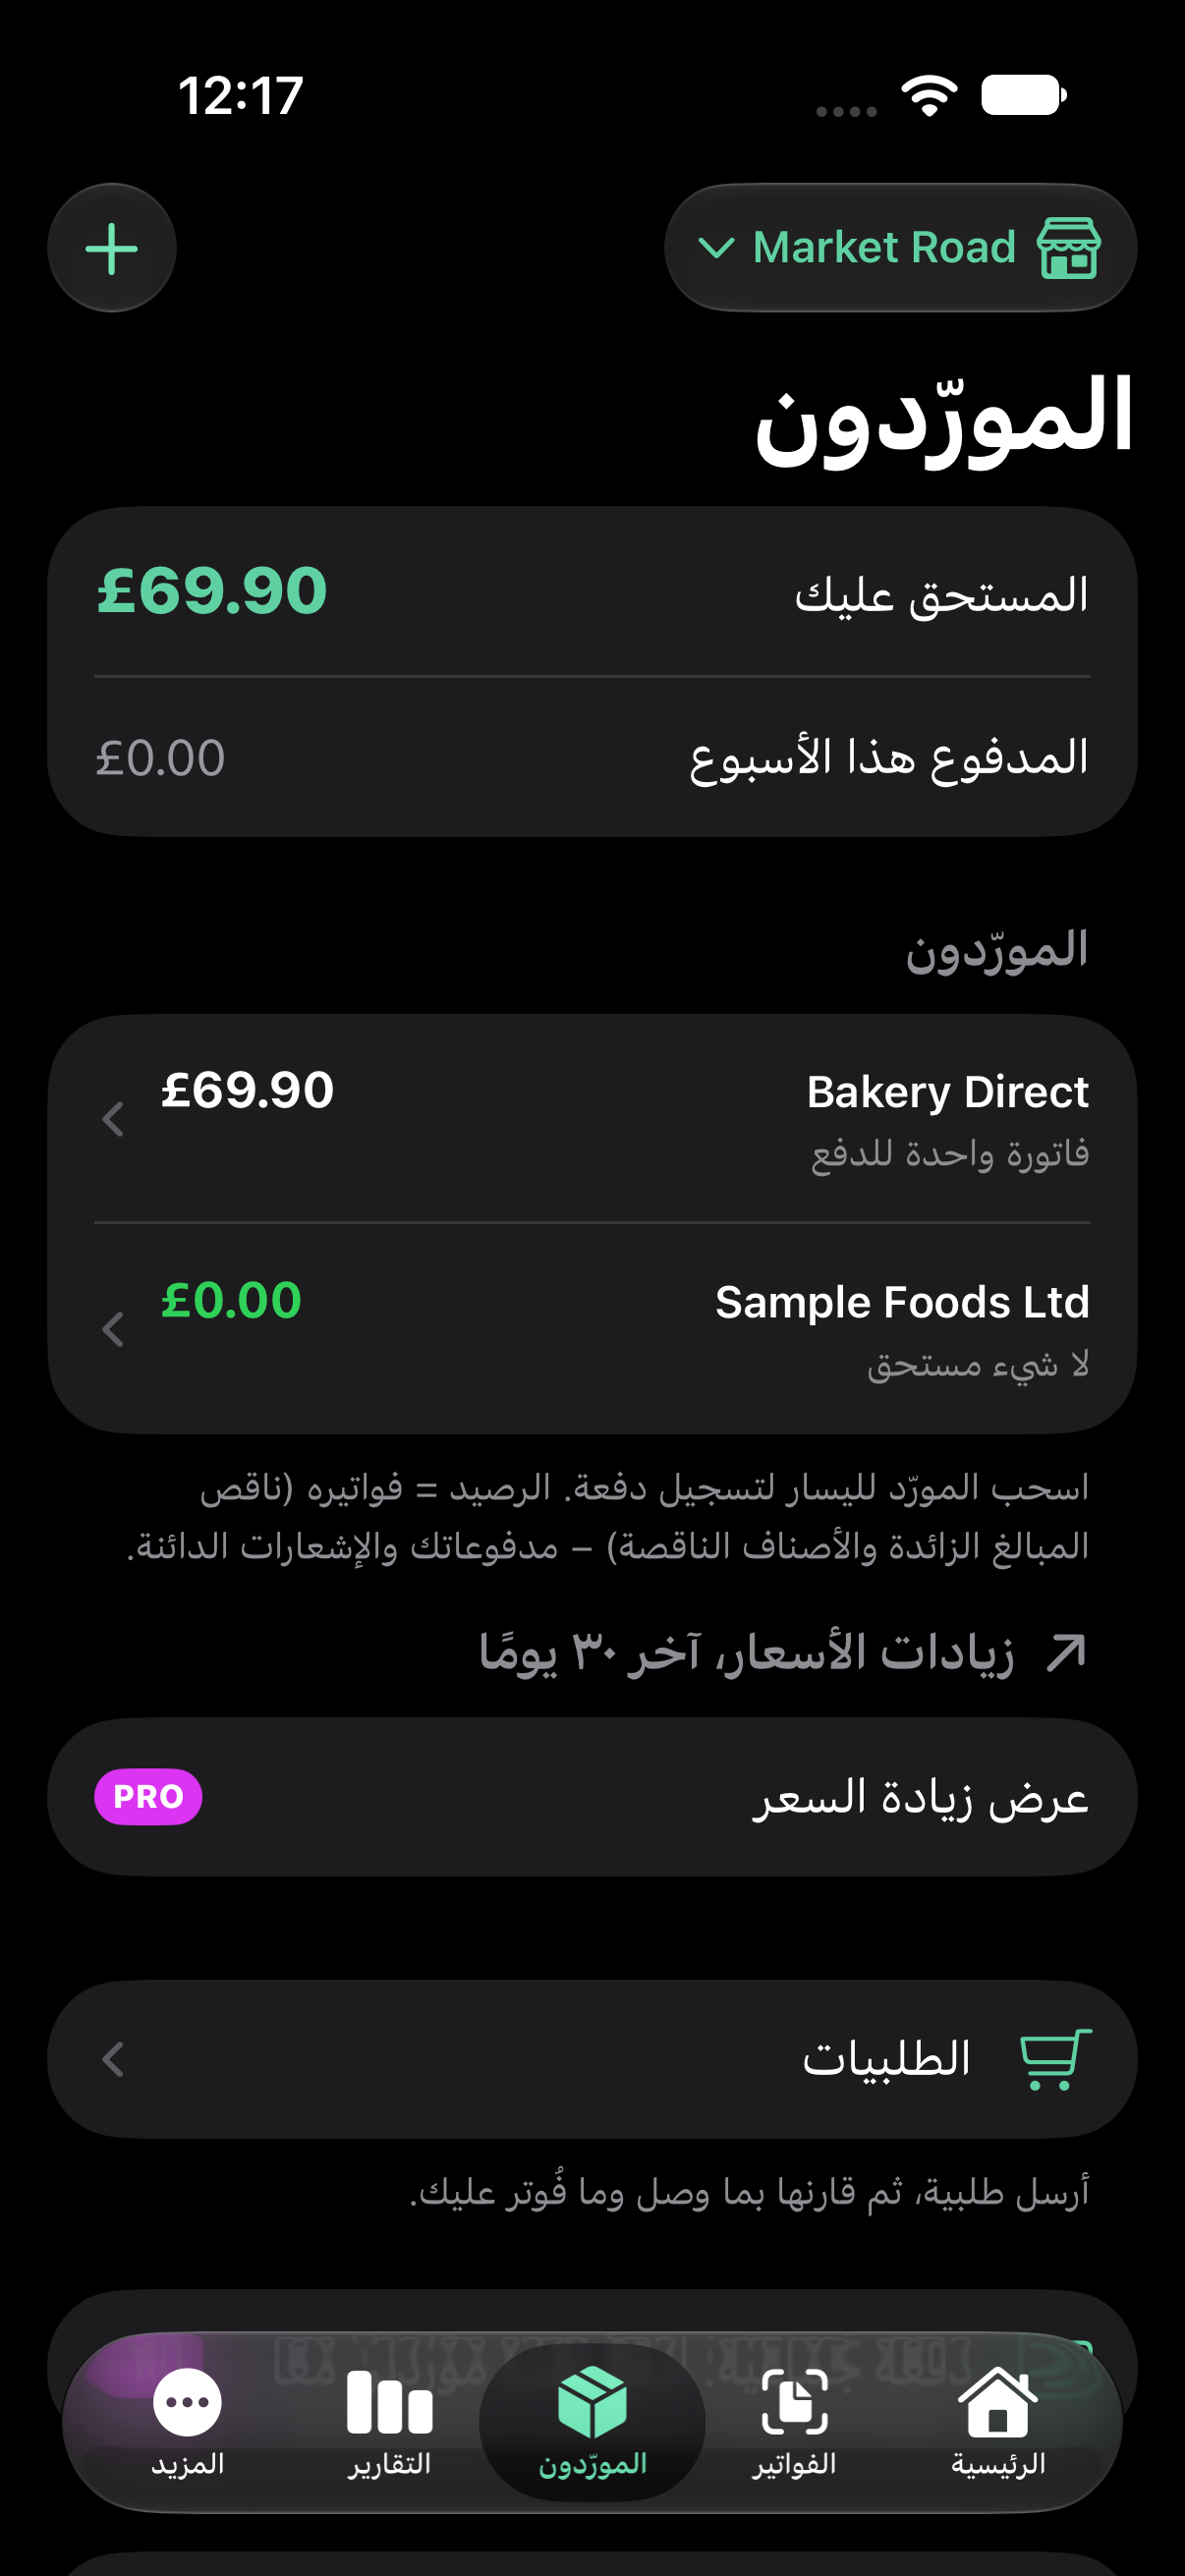 12:17
Market Road
المورّدون
المستحق عليك
£69.90
المدفوع هذا الأسبوع
£0.00
المورّدون
Bakery Direct
£69.90
فاتورة واحدة للدفع
Sample Foods Ltd
£0.00
لا شيء مستحق
اسحب المورّد لليسار لتسجيل دفعة. الرصيد = فواتيره (ناقص
المبالغ الزائدة والأصناف الناقصة) – مدفوعاتك والإشعارات الدائنة.
زيادات الأسعار، آخر ٣٠ يومًا
عرض زيادة السعر
PRO
الطلبيات
أرسل طلبية، ثم قارنها بما وصل وما فُوتر عليك.
الرئيسية
الفواتير
المورّدون
التقارير
المزيد